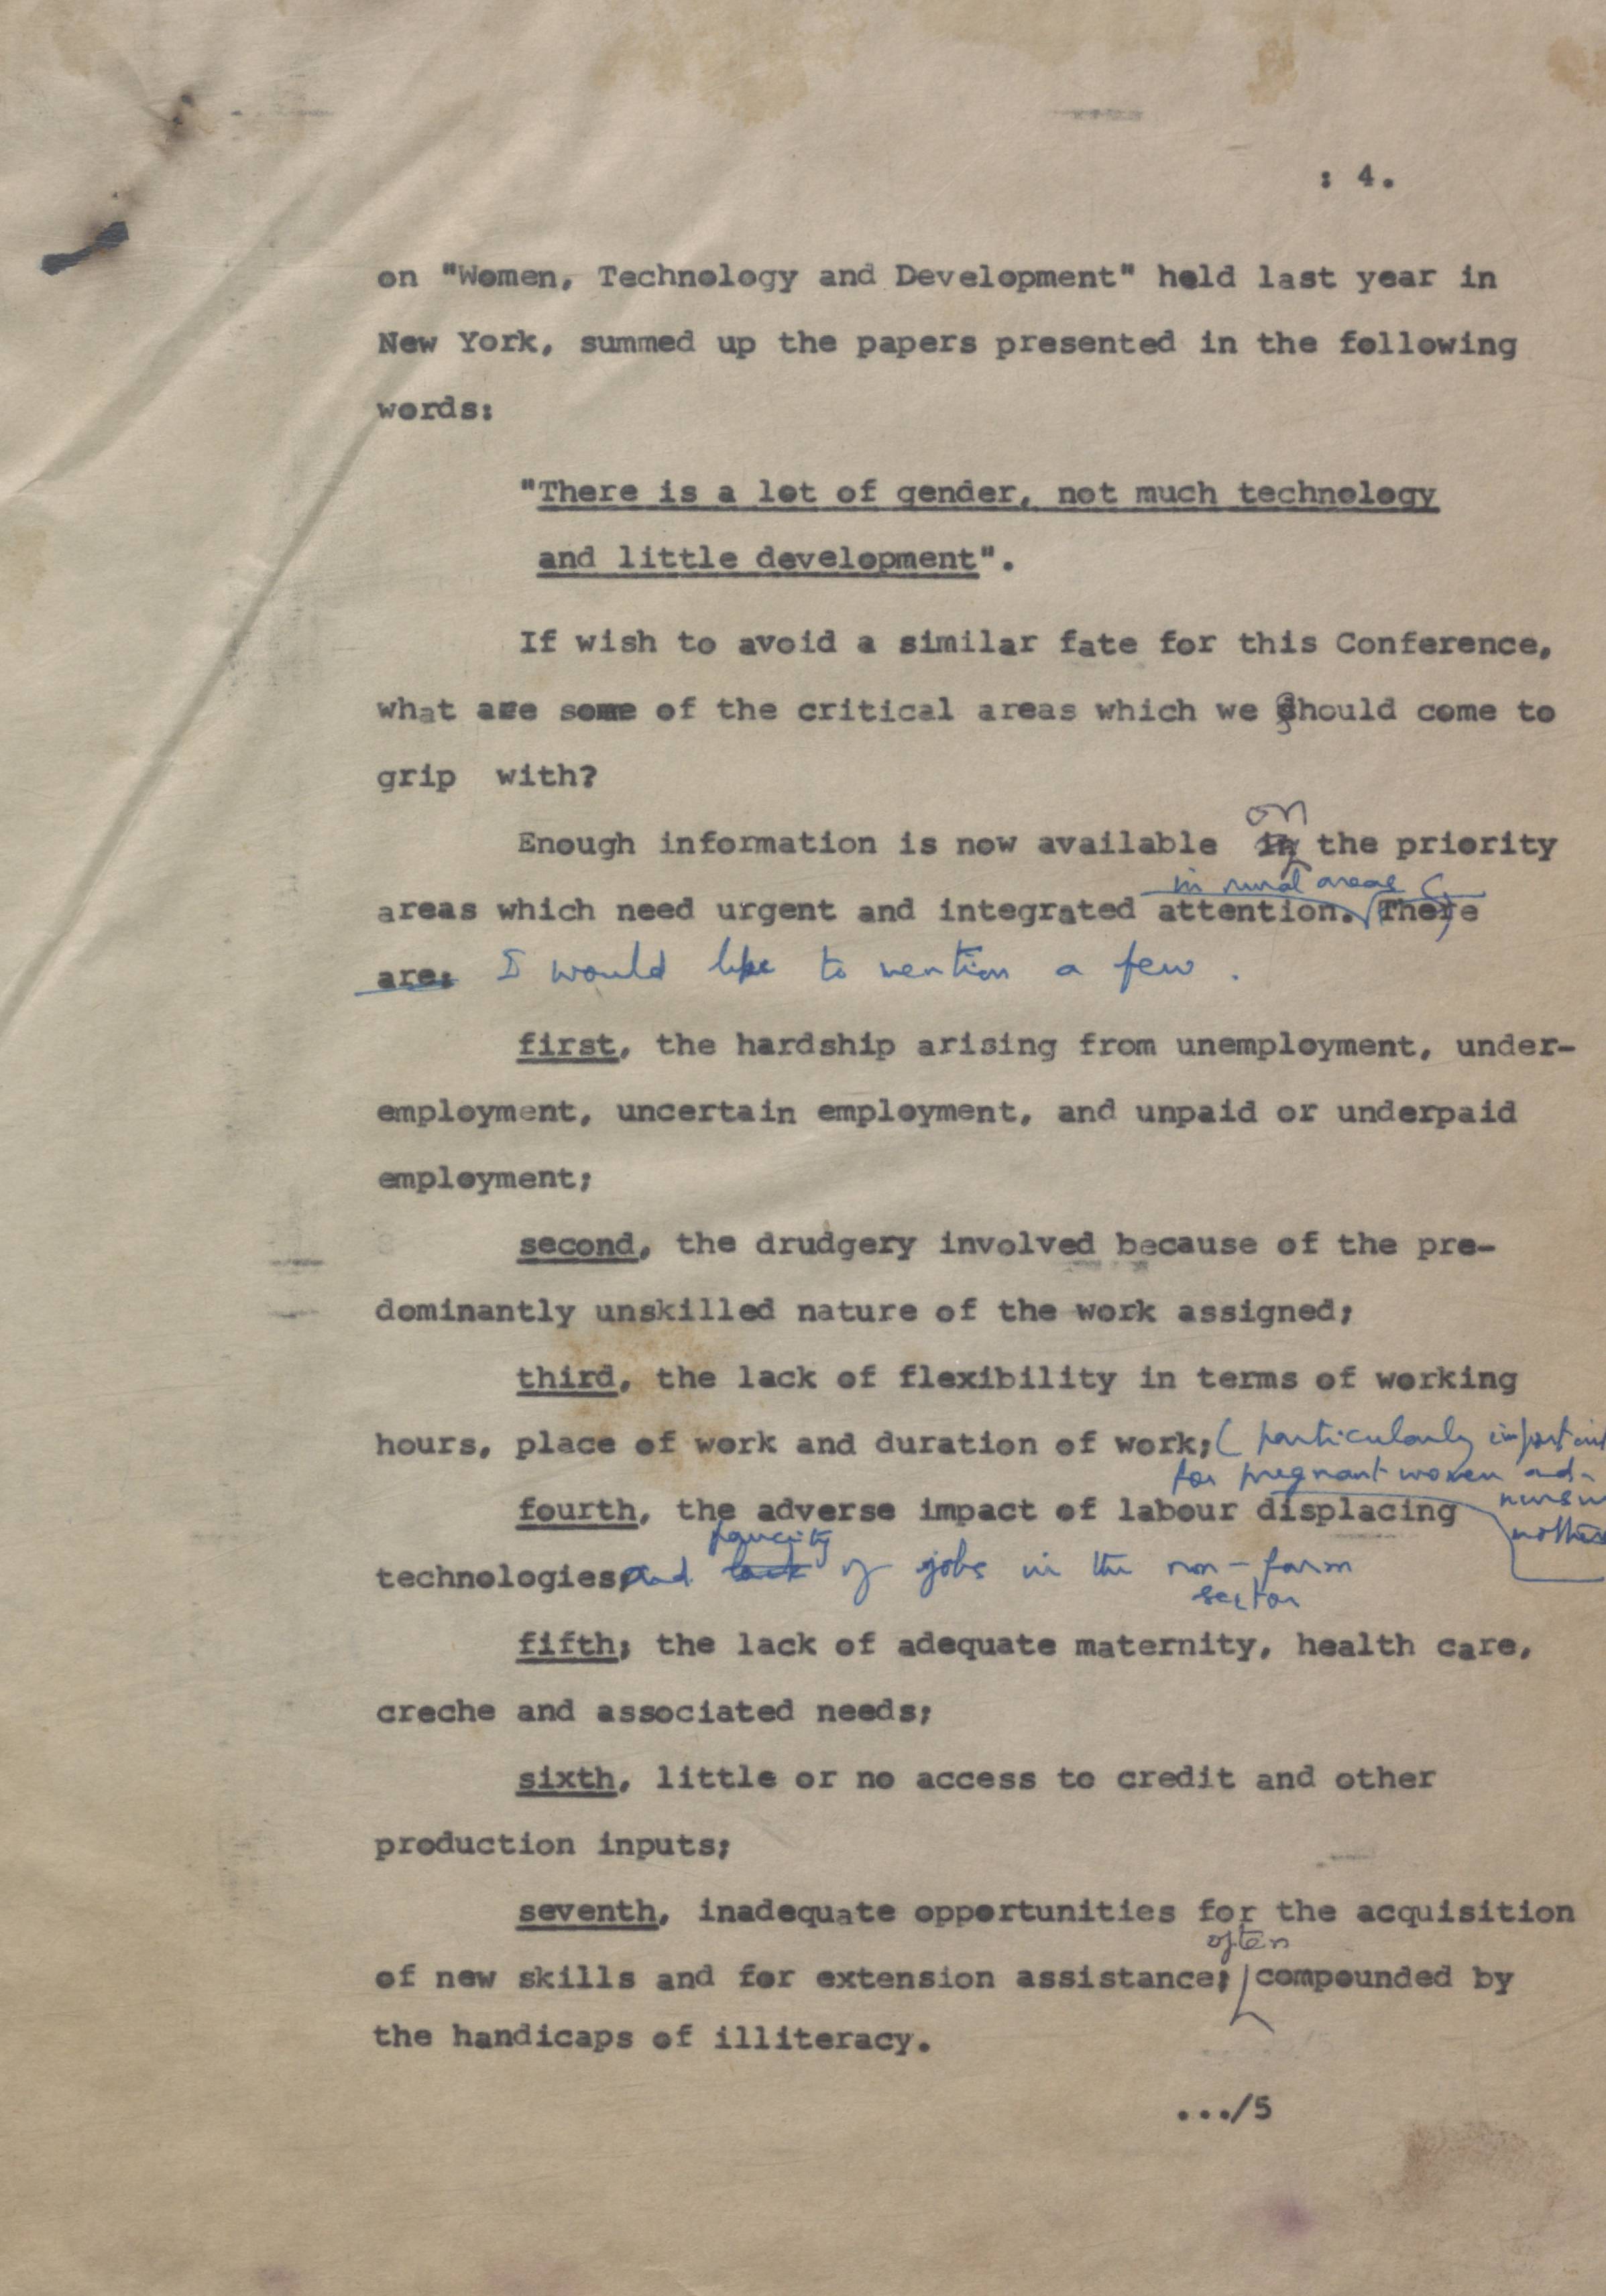 : 4.
on "Women, Technology and Development" held last year in
New York, summed up the papers presented in the following
words:
"There is a lot of gender, not much technology
and little development".
If wish to avoid a similar fate for this Conference,
what are some of the critical areas which we should come to
grip with?
on
Enough information is now available in the priority
in rural areas
areas which need urgent and integrated attention. There
are: I would like to mention a few.
first, the hardship arising from unemployment, under-
employment, uncertain employment, and unpaid or underpaid
employment;
second, the drudgery involved because of the pre-
dominantly unskilled nature of the work assigned;
third, the lack of flexibility in terms of working
hours, place of work and duration of work; ( particularly important
for pregnant women and
nursing
mothers
fourth, the adverse impact of labour displacing
paucity
technologies, and lack of jobs in the non-farm
sector
fifth; the lack of adequate maternity, health care,
creche and associated needs;
sixth, little or no access to credit and other
production inputs;
seventh, inadequate opportunities for the acquisition
often
of new skills and for extension assistance; compounded by
the handicaps of illiteracy.
.../5